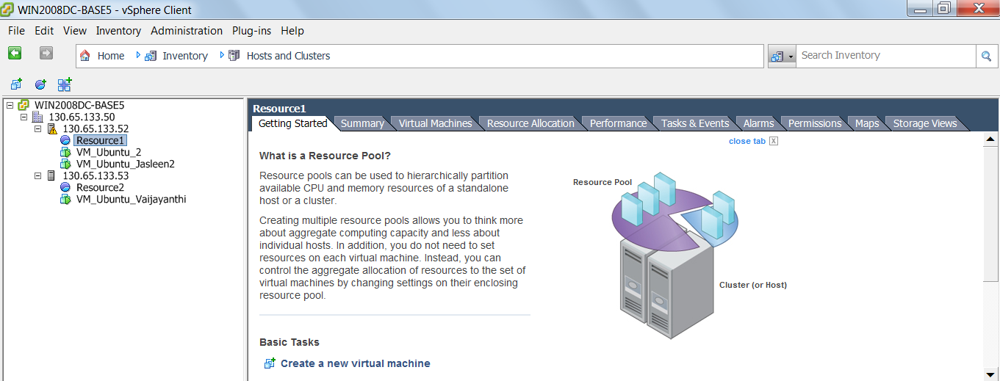 WIN2008DC-BASE5 - vSphere Client
File Edit View Inventory Administration Plug-ins Help
Home Inventory Hosts and Clusters Search Inventory
WIN2008DC-BASE5
130.65.133.50
130.65.133.52
Resource1
VM_Ubuntu_2
VM_Ubuntu_Jasleen2
130.65.133.53
Resource2
VM_Ubuntu_Vaijayanthi
Resource1
Getting Started Summary Virtual Machines Resource Allocation Performance Tasks & Events Alarms Permissions Maps Storage Views
close tab X
What is a Resource Pool?
Resource pools can be used to hierarchically partition
available CPU and memory resources of a standalone
host or a cluster.
Creating multiple resource pools allows you to think more
about aggregate computing capacity and less about
individual hosts. In addition, you do not need to set
resources on each virtual machine. Instead, you can
control the aggregate allocation of resources to the set of
virtual machines by changing settings on their enclosing
resource pool.
Resource Pool
Cluster (or Host)
Basic Tasks
Create a new virtual machine